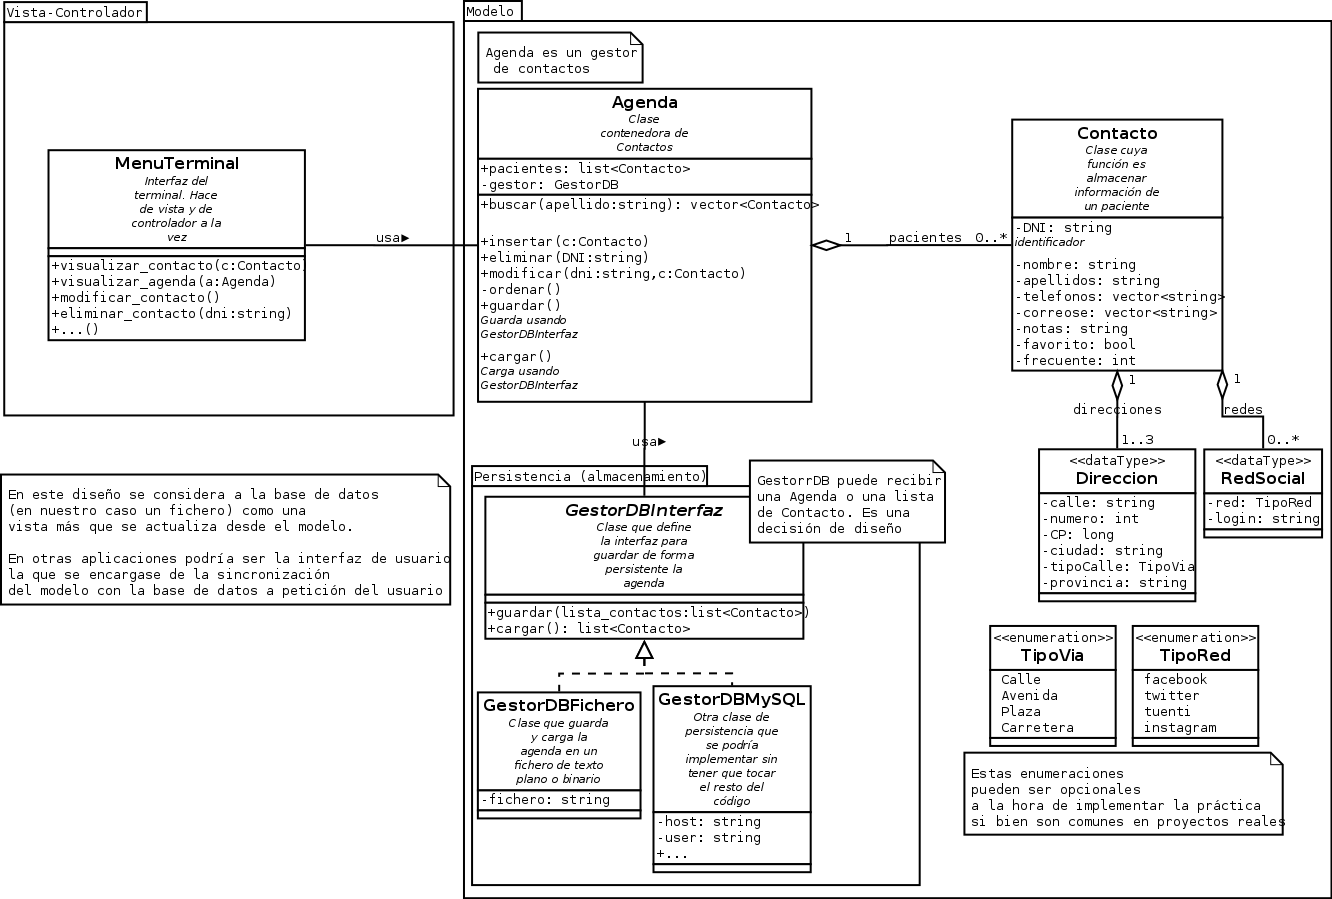 Vista-Controlador
MenuTerminal
Interfaz del
terminal. Hace
de vista y de
controlador a la
vez
+visualizar_contacto(c:Contacto)
+visualizar_agenda(a:Agenda)
+modificar_contacto()
+eliminar_contacto(dni:string)
+...()
usa►
En este diseño se considera a la base de datos
(en nuestro caso un fichero) como una
vista más que se actualiza desde el modelo.
En otras aplicaciones podría ser la interfaz de usuario
la que se encargase de la sincronización
del modelo con la base de datos a petición del usuario
Modelo
Agenda es un gestor
de contactos
Agenda
Clase
contenedora de
Contactos
+pacientes: list<Contacto>
-gestor: GestorDB
+buscar(apellido:string): vector<Contacto>
+insertar(c:Contacto)
+eliminar(DNI:string)
+modificar(dni:string,c:Contacto)
-ordenar()
+guardar()
Guarda usando
GestorDBInterfaz
+cargar()
Carga usando
GestorDBInterfaz
1
pacientes
0..*
Contacto
Clase cuya
función es
almacenar
información de
un paciente
-DNI: string
identificador
-nombre: string
-apellidos: string
-telefonos: vector<string>
-correose: vector<string>
-notas: string
-favorito: bool
-frecuente: int
1
direcciones
1..3
1
redes
0..*
<<dataType>>
Direccion
-calle: string
-numero: int
-CP: long
-ciudad: string
-tipoCalle: TipoVia
-provincia: string
<<dataType>>
RedSocial
-red: TipoRed
-login: string
usa►
Persistencia (almacenamiento)
GestorDBInterfaz
Clase que define
la interfaz para
guardar de forma
persistente la
agenda
+guardar(lista_contactos:list<Contacto>)
+cargar(): list<Contacto>
GestorrDB puede recibir
una Agenda o una lista
de Contacto. Es una
decisión de diseño
GestorDBFichero
Clase que guarda
y carga la
agenda en un
fichero de texto
plano o binario
-fichero: string
GestorDBMySQL
Otra clase de
persistencia que
se podría
implementar sin
tener que tocar
el resto del
código
-host: string
-user: string
+...
<<enumeration>>
TipoVia
Calle
Avenida
Plaza
Carretera
<<enumeration>>
TipoRed
facebook
twitter
tuenti
instagram
Estas enumeraciones
pueden ser opcionales
a la hora de implementar la práctica
si bien son comunes en proyectos reales